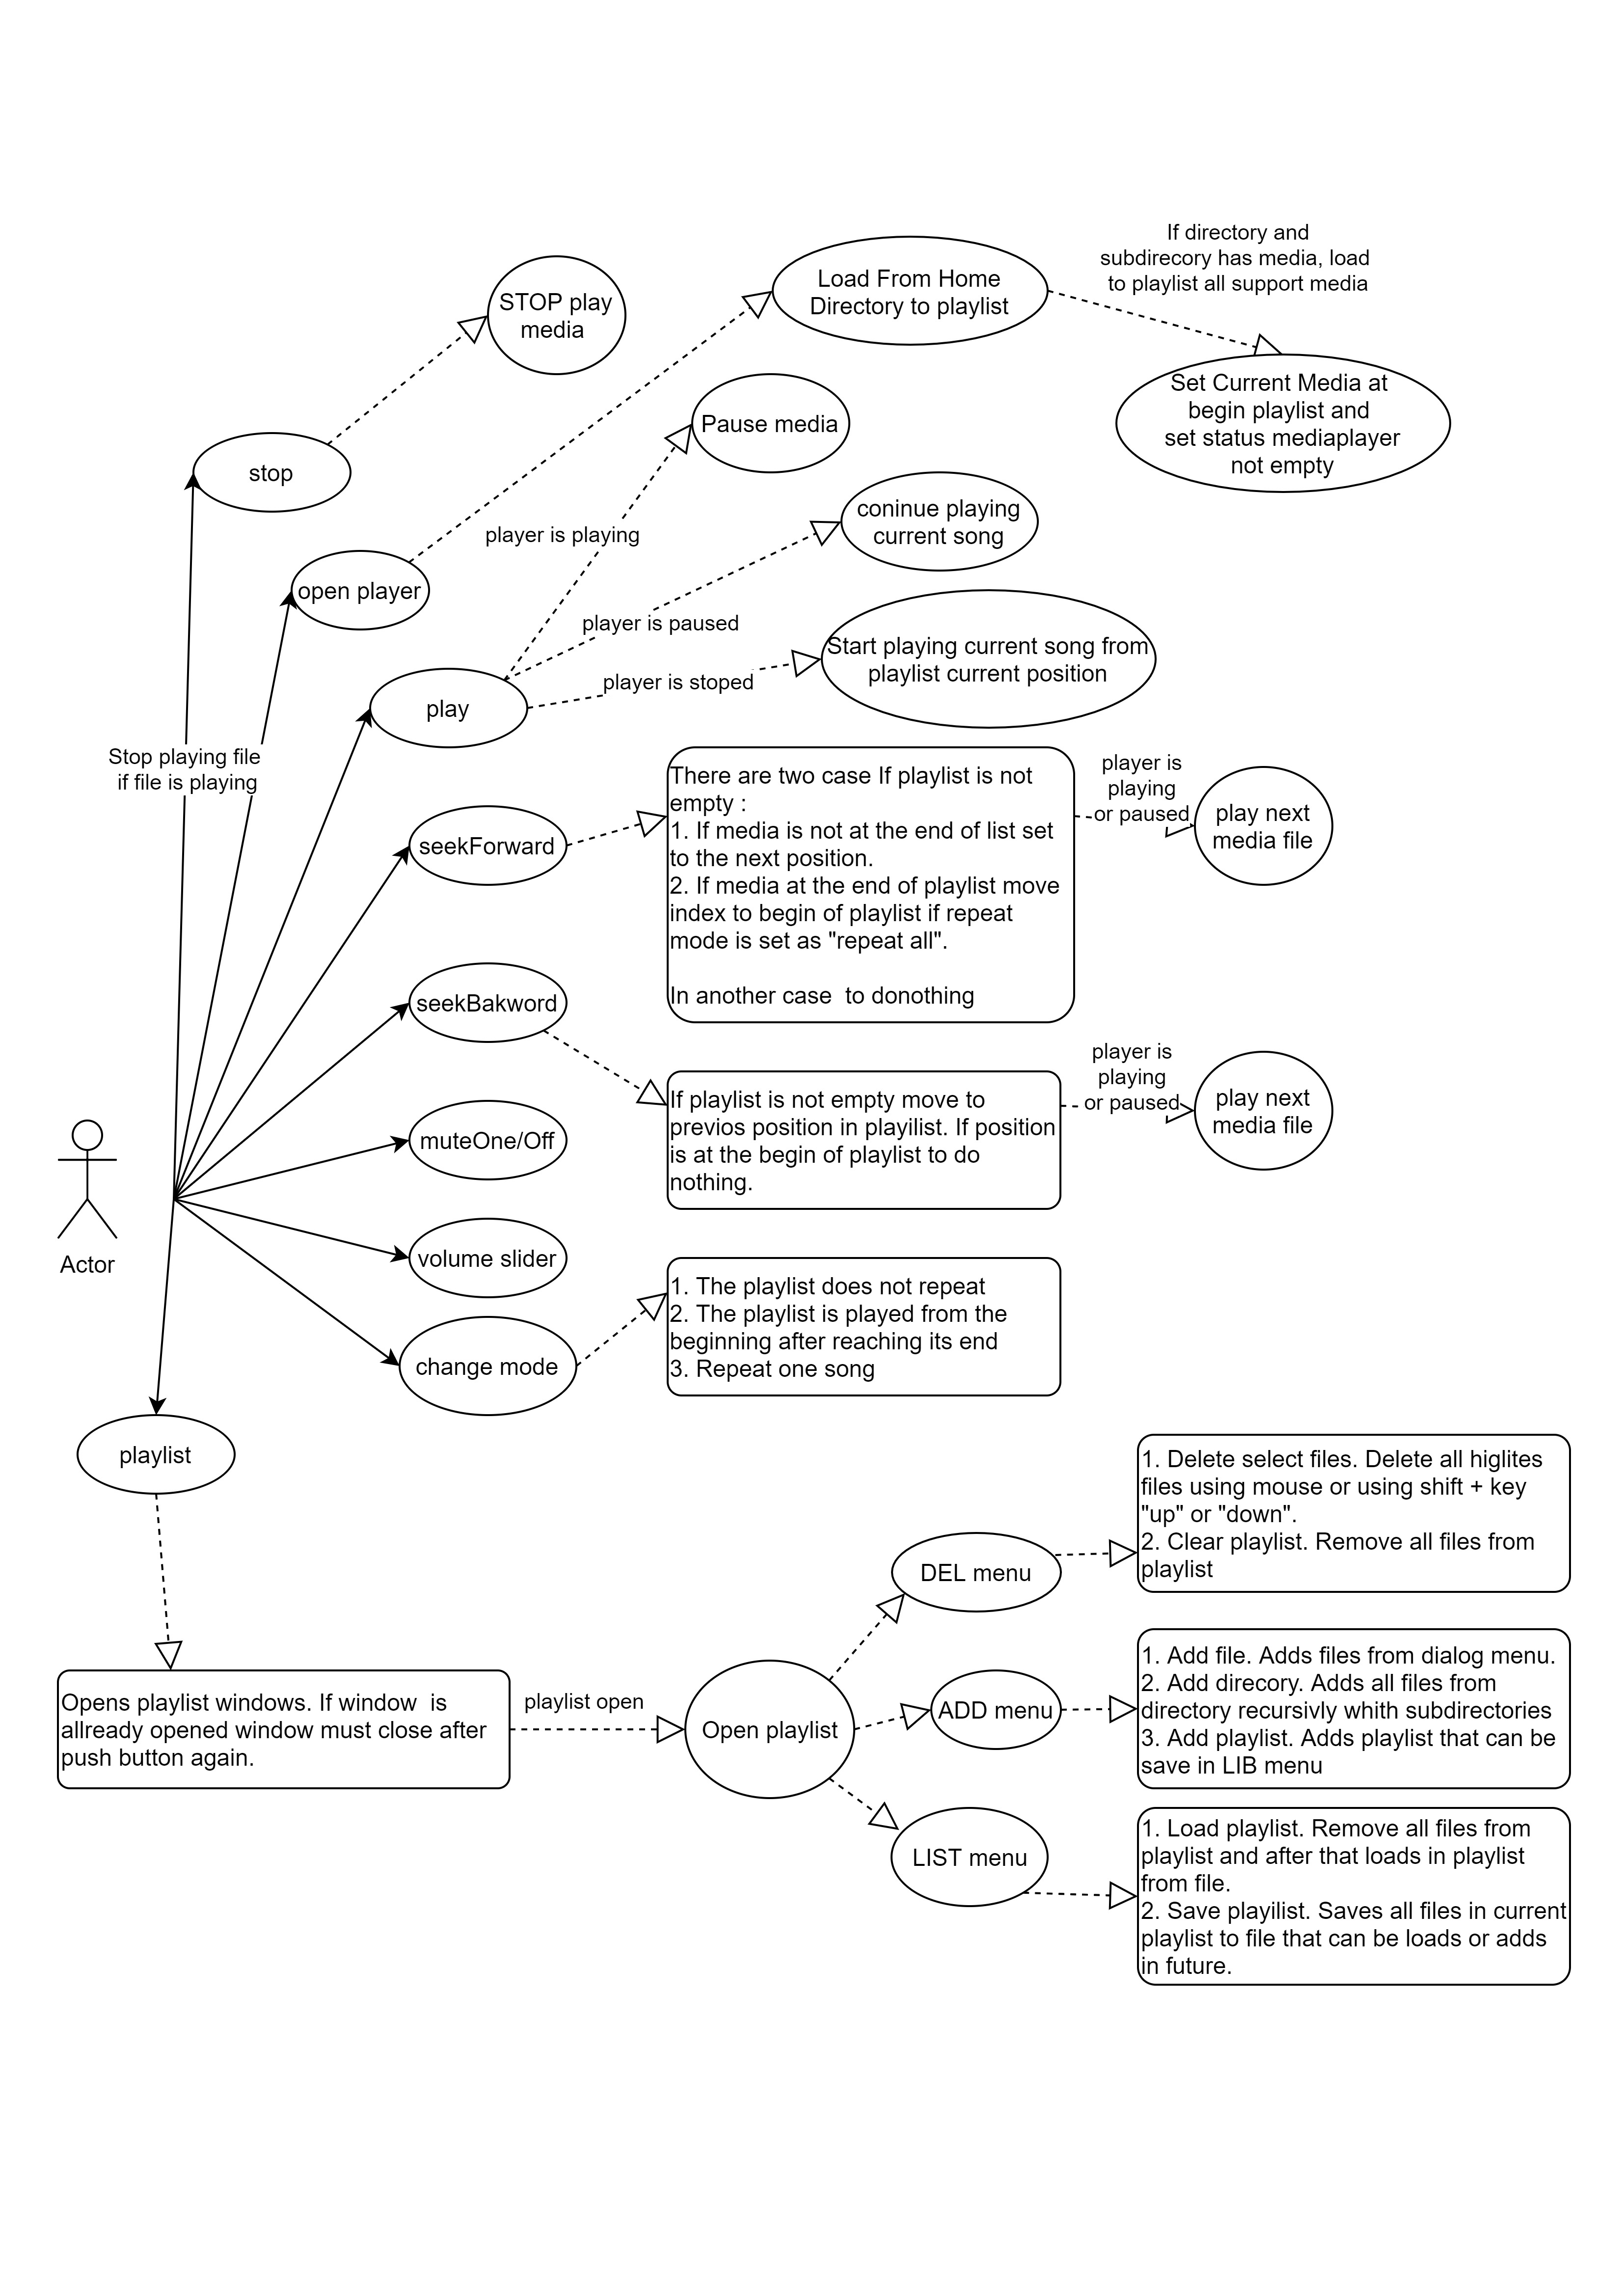 If directory and
subdirecory has media, load
to playlist all support media
Load From Home
Directory to playlist
STOP play
media
Set Current Media at
begin playlist and
set status mediaplayer
not empty
Pause media
stop
coninue playing
current song
player is playing
open player
player is paused
Start playing current song from
playlist current position
player is stoped
play
Stop playing file
if file is playing
There are two case If playlist is not
empty :
1. If media is not at the end of list set
to the next position.
2. If media at the end of playlist move
index to begin of playlist if repeat
mode is set as "repeat all".
In another case  to donothing
player is
playing
or paused
play next
media file
seekForward
seekBakword
If playlist is not empty move to
previos position in playilist. If position
is at the begin of playlist to do
nothing.
player is
playing
or paused
play next
media file
muteOne/Off
Actor
volume slider
1. The playlist does not repeat
2. The playlist is played from the
beginning after reaching its end
3. Repeat one song
change mode
playlist
1. Delete select files. Delete all higlites
files using mouse or using shift + key
"up" or "down".
2. Clear playlist. Remove all files from
playlist
DEL menu
Opens playlist windows. If window  is
allready opened window must close after
push button again.
playlist open
Open playlist
ADD menu
1. Add file. Adds files from dialog menu.
2. Add direcory. Adds all files from
directory recursivly whith subdirectories
3. Add playlist. Adds playlist that can be
save in LIB menu
LIST menu
1. Load playlist. Remove all files from
playlist and after that loads in playlist
from file.
2. Save playilist. Saves all files in current
playlist to file that can be loads or adds
in future.